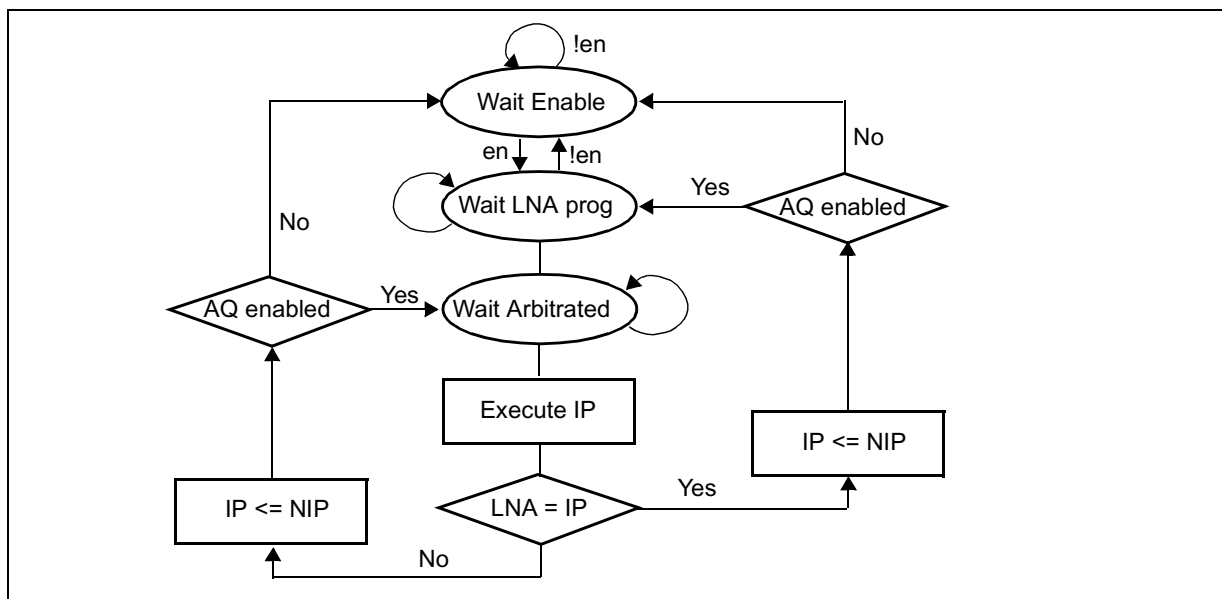 !en
Wait Enable
en
!en
No
Yes
Wait LNA prog
AQ enabled
No
AQ enabled
Yes
Wait Arbitrated
Execute IP
IP <= NIP
IP <= NIP
LNA = IP
Yes
No